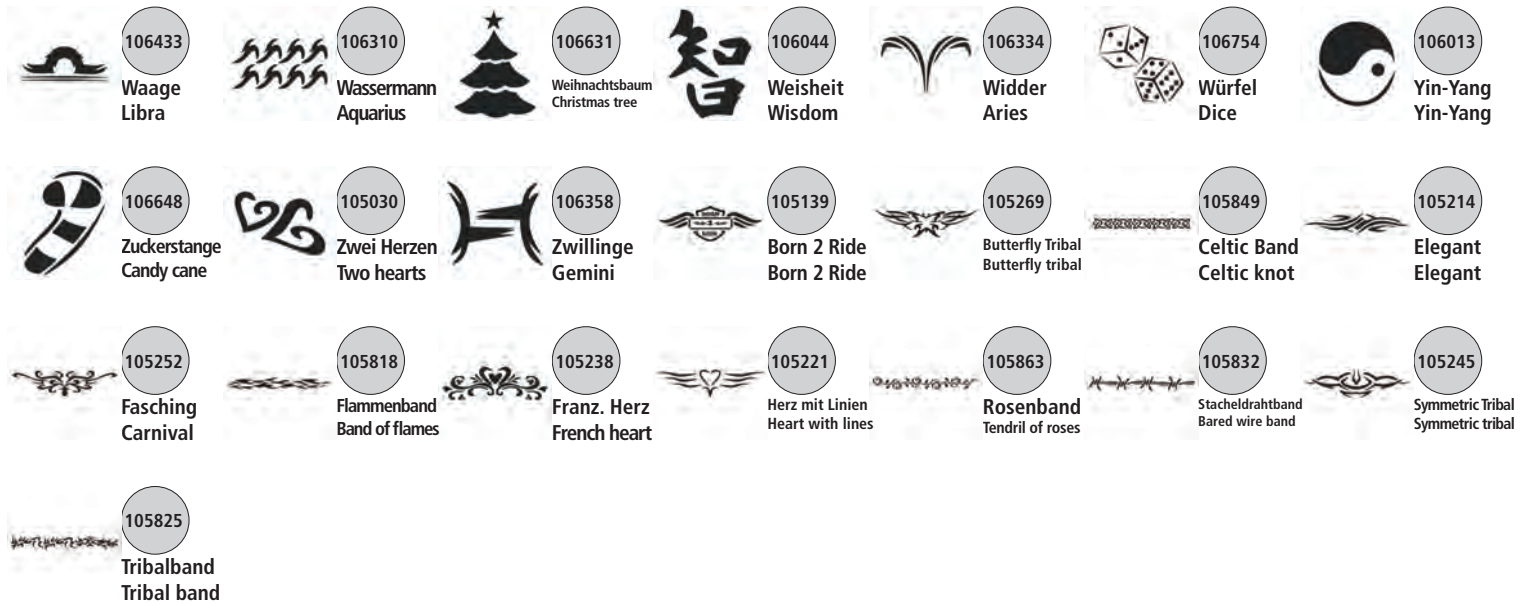 106433
Waage
Libra
106310
Wassermann
Aquarius
106631
Weihnachtsbaum
Christmas tree
智
106044
Weisheit
Wisdom
106334
Widder
Aries
106754
Würfel
Dice
106013
Yin-Yang
Yin-Yang
106648
Zuckerstange
Candy cane
105030
Zwei Herzen
Two hearts
106358
Zwillinge
Gemini
105139
Born 2 Ride
Born 2 Ride
105269
Butterfly Tribal
Butterfly tribal
105849
Celtic Band
Celtic knot
105214
Elegant
Elegant
105252
Fasching
Carnival
105818
Flammenband
Band of flames
105238
Franz. Herz
French heart
105221
Herz mit Linien
Heart with lines
105863
Rosenband
Tendril of roses
105832
Stacheldrahtband
Bared wire band
105245
Symmetric Tribal
Symmetric tribal
105825
Tribalband
Tribal band